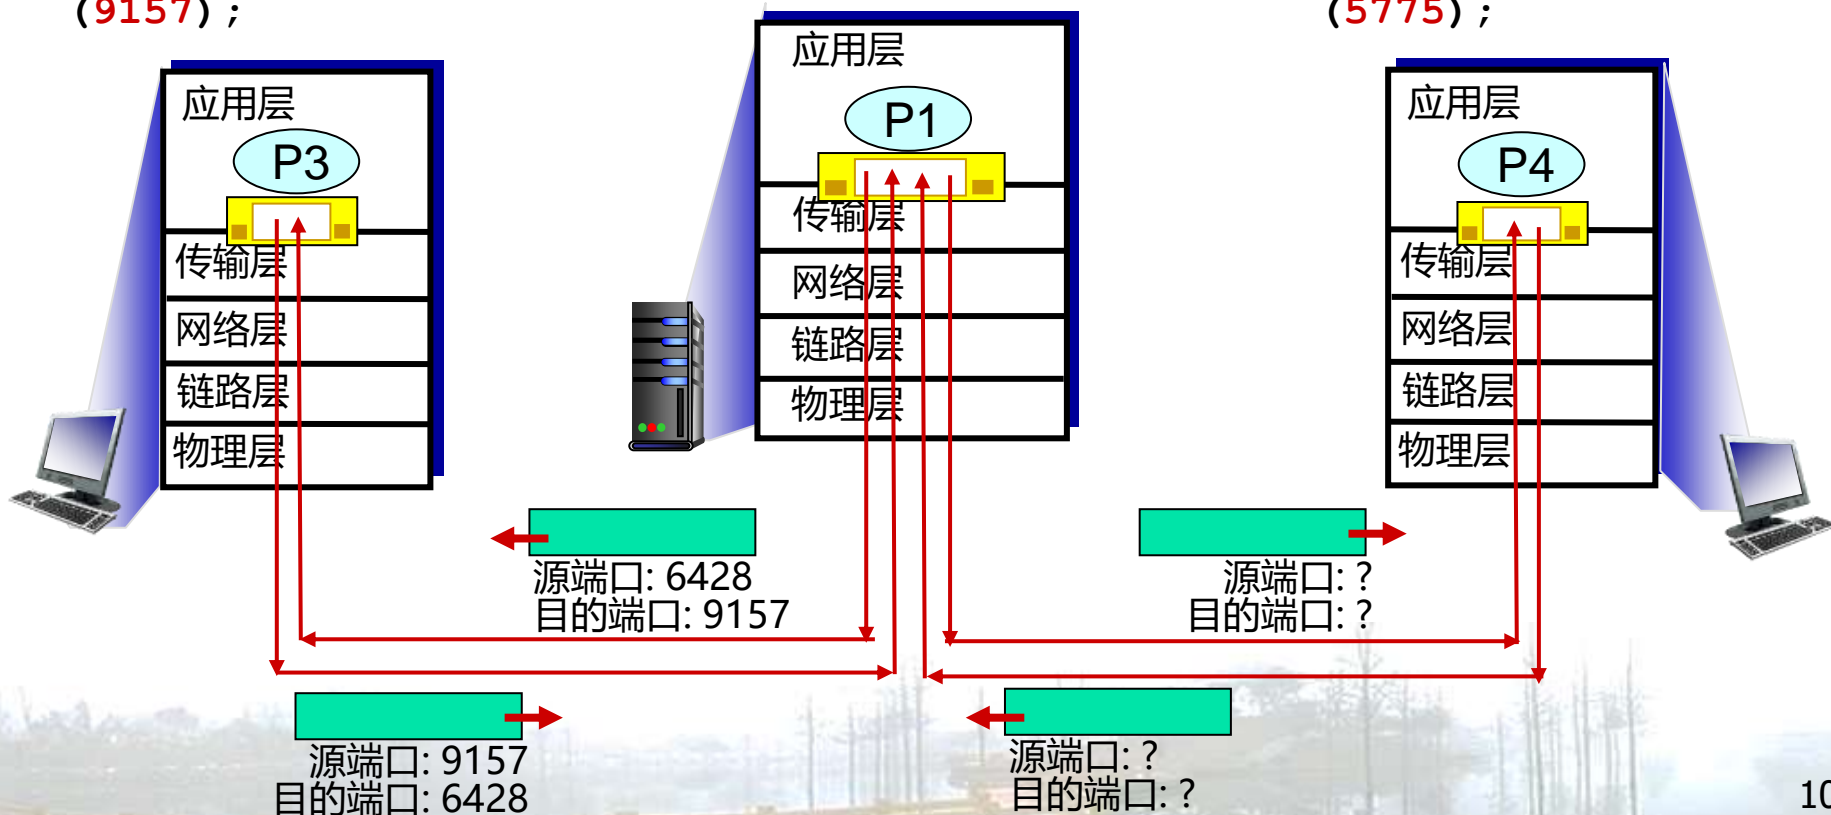 (9157);
(5775);
应用层
P3
传输层
网络层
链路层
物理层
应用层
P1
传输层
网络层
链路层
物理层
应用层
P4
传输层
网络层
链路层
物理层
源端口: 6428
目的端口: 9157
源端口: ?
目的端口: ?
源端口: 9157
目的端口: 6428
源端口: ?
目的端口: ?
10